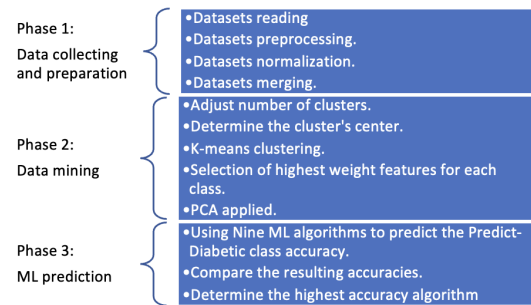 Phase 1:
Data collecting
and preparation
•Datasets reading
•Datasets preprocessing.
•Datasets normalization.
•Datasets merging.
Phase 2:
Data mining
•Adjust number of clusters.
•Determine the cluster's center.
•K-means clustering.
•Selection of highest weight features for each
class.
•PCA applied.
Phase 3:
ML prediction
•Using Nine ML algorithms to predict the Predict-
Diabetic class accuracy.
•Compare the resulting accuracies.
•Determine the highest accuracy algorithm